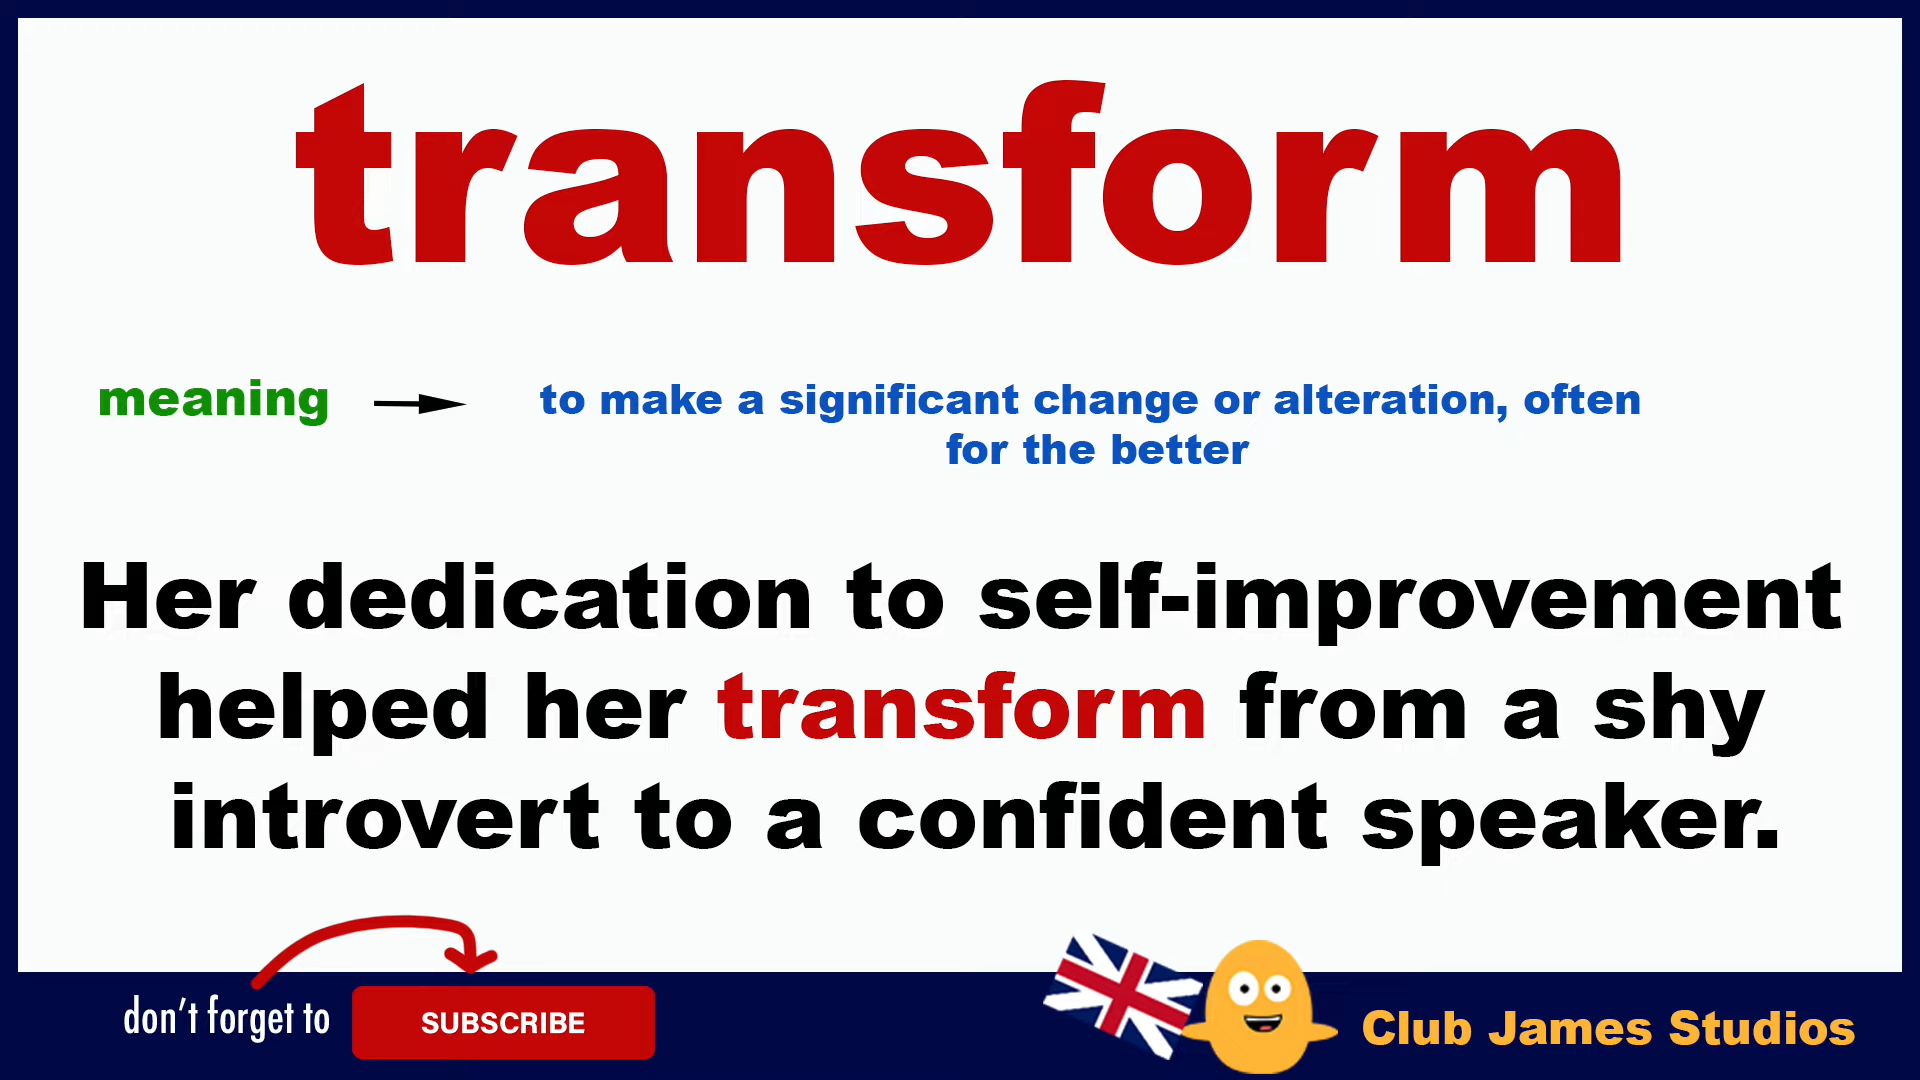 transform
meaning
to make a significant change or alteration, often
for the better
Her dedication to self-improvement
helped her transform from a shy
introvert to a confident speaker.
don't forget to
SUBSCRIBE
Club James Studios